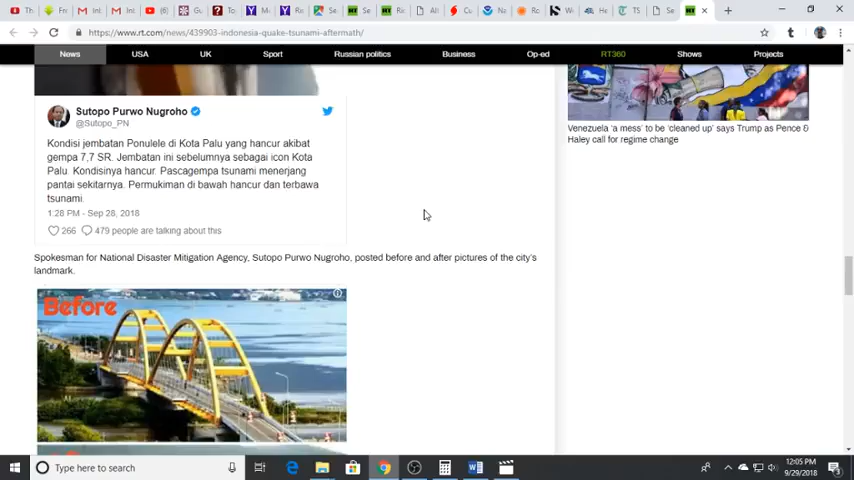 https://www.rt.com/news/439903-indonesia-quake-tsunami-aftermath/
News USA UK Sport Russian politics Business Op-ed RT360 Shows Projects
Sutopo Purwo Nugroho
@Sutopo_PN
Kondisi jembatan Ponulele di Kota Palu yang hancur akibat
gempa 7,7 SR. Jembatan ini sebelumnya sebagai icon Kota
Palu. Kondisinya hancur. Pascagempa tsunami menerjang
pantai sekitarnya. Permukiman di bawah hancur dan terbawa
tsunami.
1:28 PM - Sep 28, 2018
266 479 people are talking about this
Spokesman for National Disaster Mitigation Agency, Sutopo Purwo Nugroho, posted before and after pictures of the city's
landmark.
Before
Venezuela 'a mess' to be 'cleaned up' says Trump as Pence &
Haley call for regime change
Type here to search
12:05 PM
9/29/2018